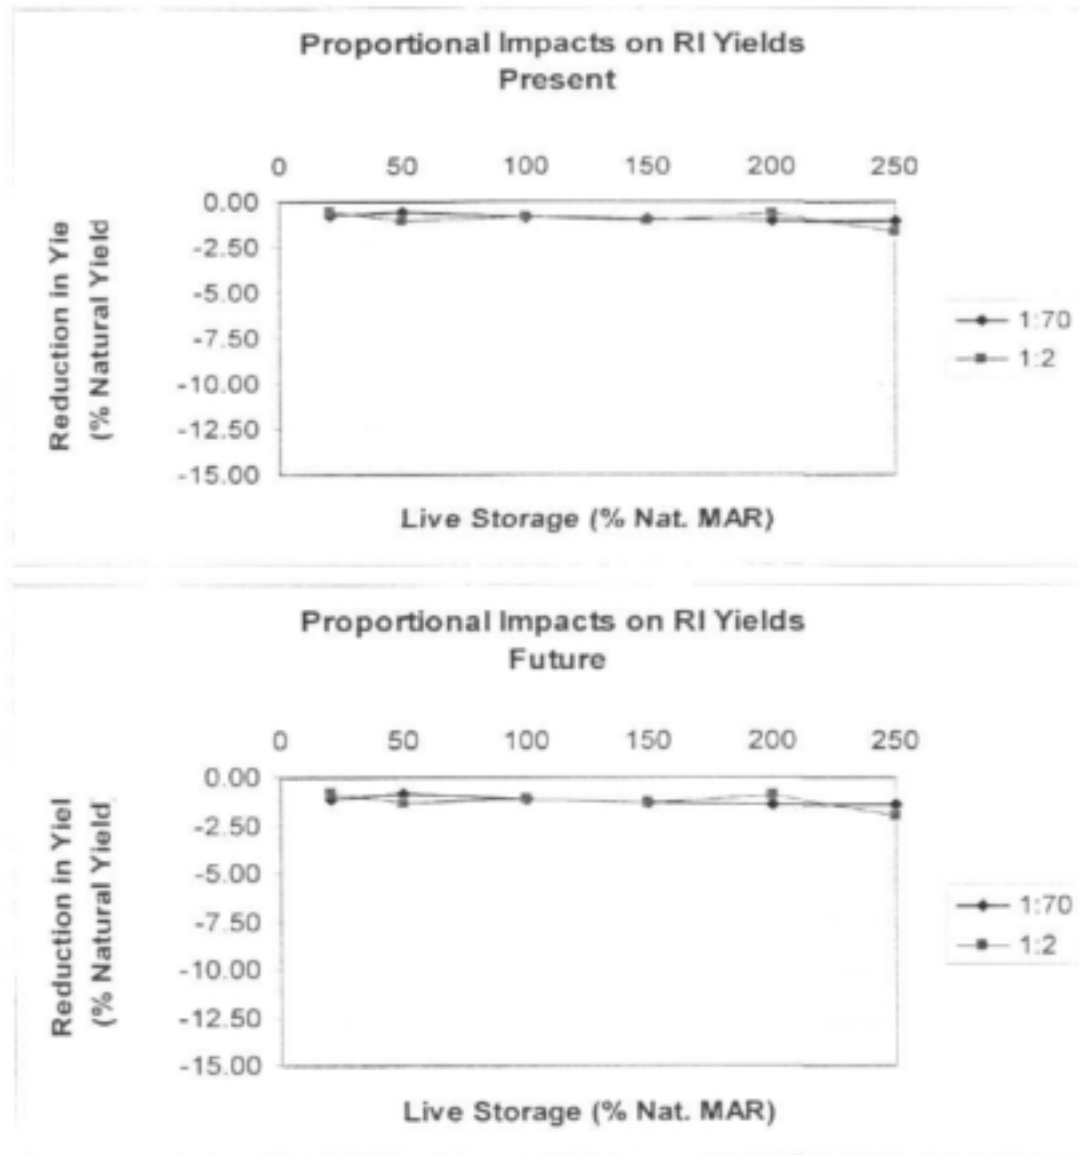 Proportional Impacts on RI Yields
Present
0 50 100 150 200 250
0.00
-2.50
-5.00
-7.50
-10.00
-12.50
-15.00
Reduction in Yie
(% Natural Yield
1:70
1:2
Live Storage (% Nat. MAR)
Proportional Impacts on RI Yields
Future
0 50 100 150 200 250
0.00
-2.50
-5.00
-7.50
-10.00
-12.50
-15.00
Reduction in Yiel
(% Natural Yield
1:70
1:2
Live Storage (% Nat. MAR)